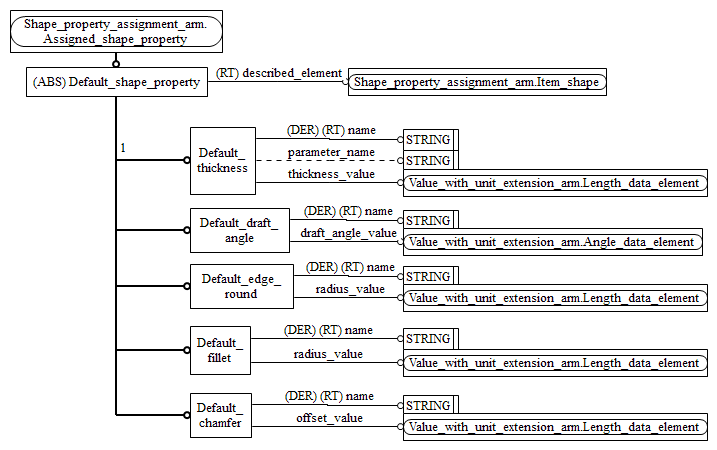 Shape_property_assignment_arm.
Assigned_shape_property
(ABS) Default_shape_property
(RT) described_element
Shape_property_assignment_arm.Item_shape
1
Default_
thickness
(DER) (RT) name
STRING
parameter_name
STRING
thickness_value
Value_with_unit_extension_arm.Length_data_element
Default_draft_
angle
(DER) (RT) name
STRING
draft_angle_value
Value_with_unit_extension_arm.Angle_data_element
Default_edge_
round
(DER) (RT) name
STRING
radius_value
Value_with_unit_extension_arm.Length_data_element
Default_
fillet
(DER) (RT) name
STRING
radius_value
Value_with_unit_extension_arm.Length_data_element
Default_
chamfer
(DER) (RT) name
STRING
offset_value
Value_with_unit_extension_arm.Length_data_element